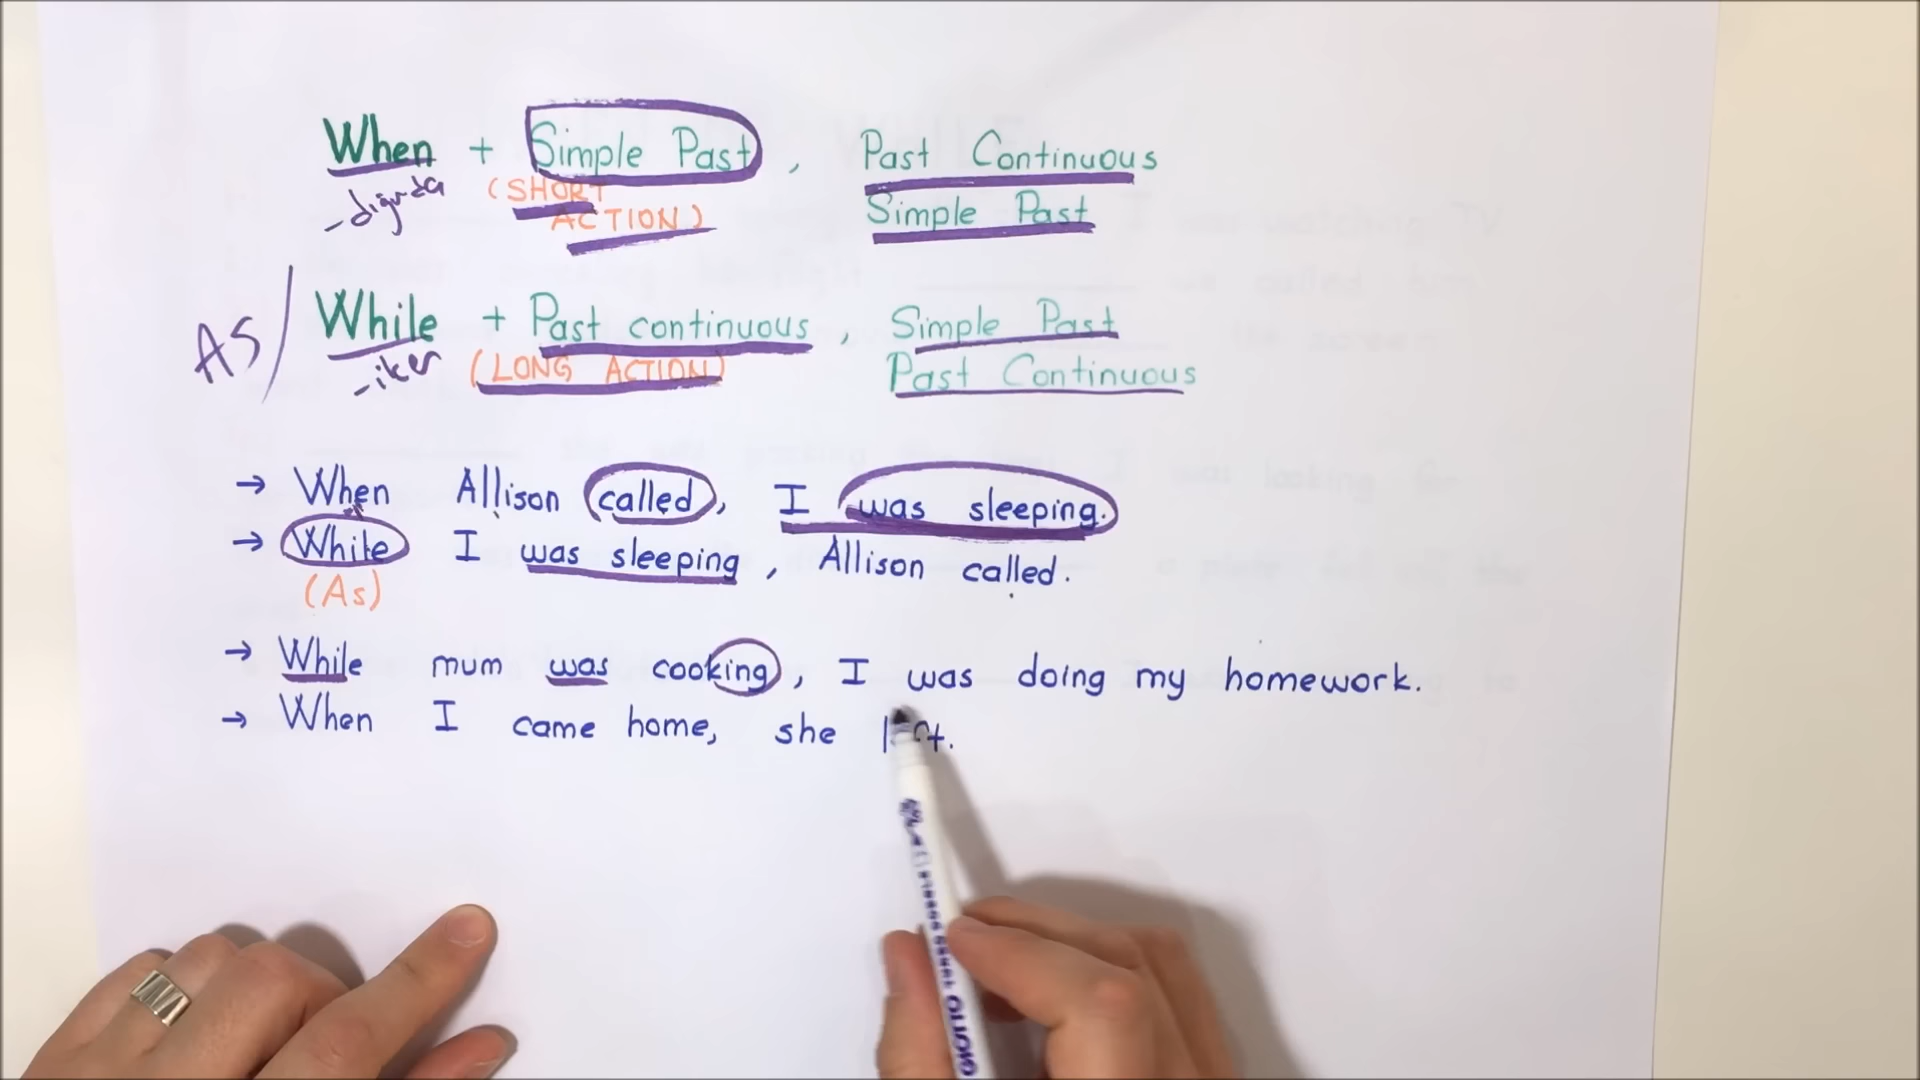 When + Simple Past , Past Continuous
-dığında (SHORT Simple Past
ACTION)
AS/ While + Past continuous , Simple Past
-iken (LONG ACTION) Past Continuous
→ When Allison called, I was sleeping.
→ While I was sleeping, Allison called.
(As)
→ While mum was cooking, I was doing my homework.
→ When I came home, she